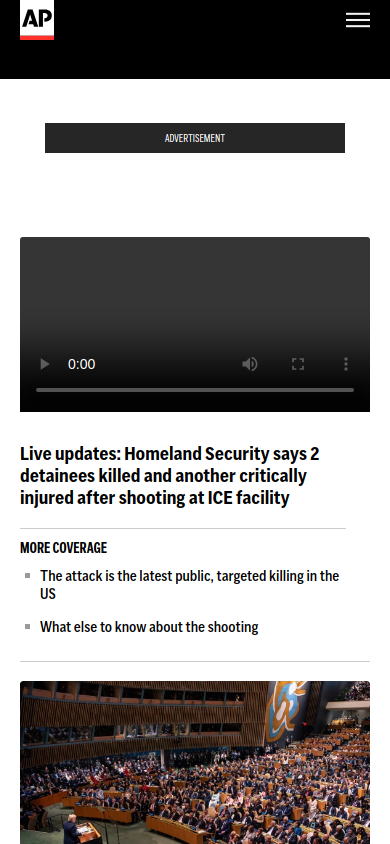 AP
ADVERTISEMENT
0:00
Live updates: Homeland Security says 2
detainees killed and another critically
injured after shooting at ICE facility
MORE COVERAGE
The attack is the latest public, targeted killing in the
US
What else to know about the shooting